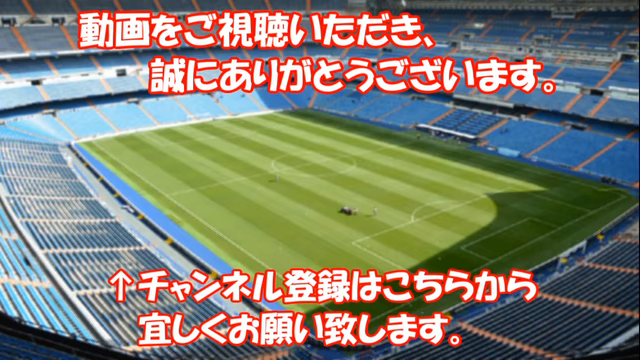 動画をご視聴いただき、
誠にありがとうございます。
↑チャンネル登録はこちらから
宜しくお願い致します。